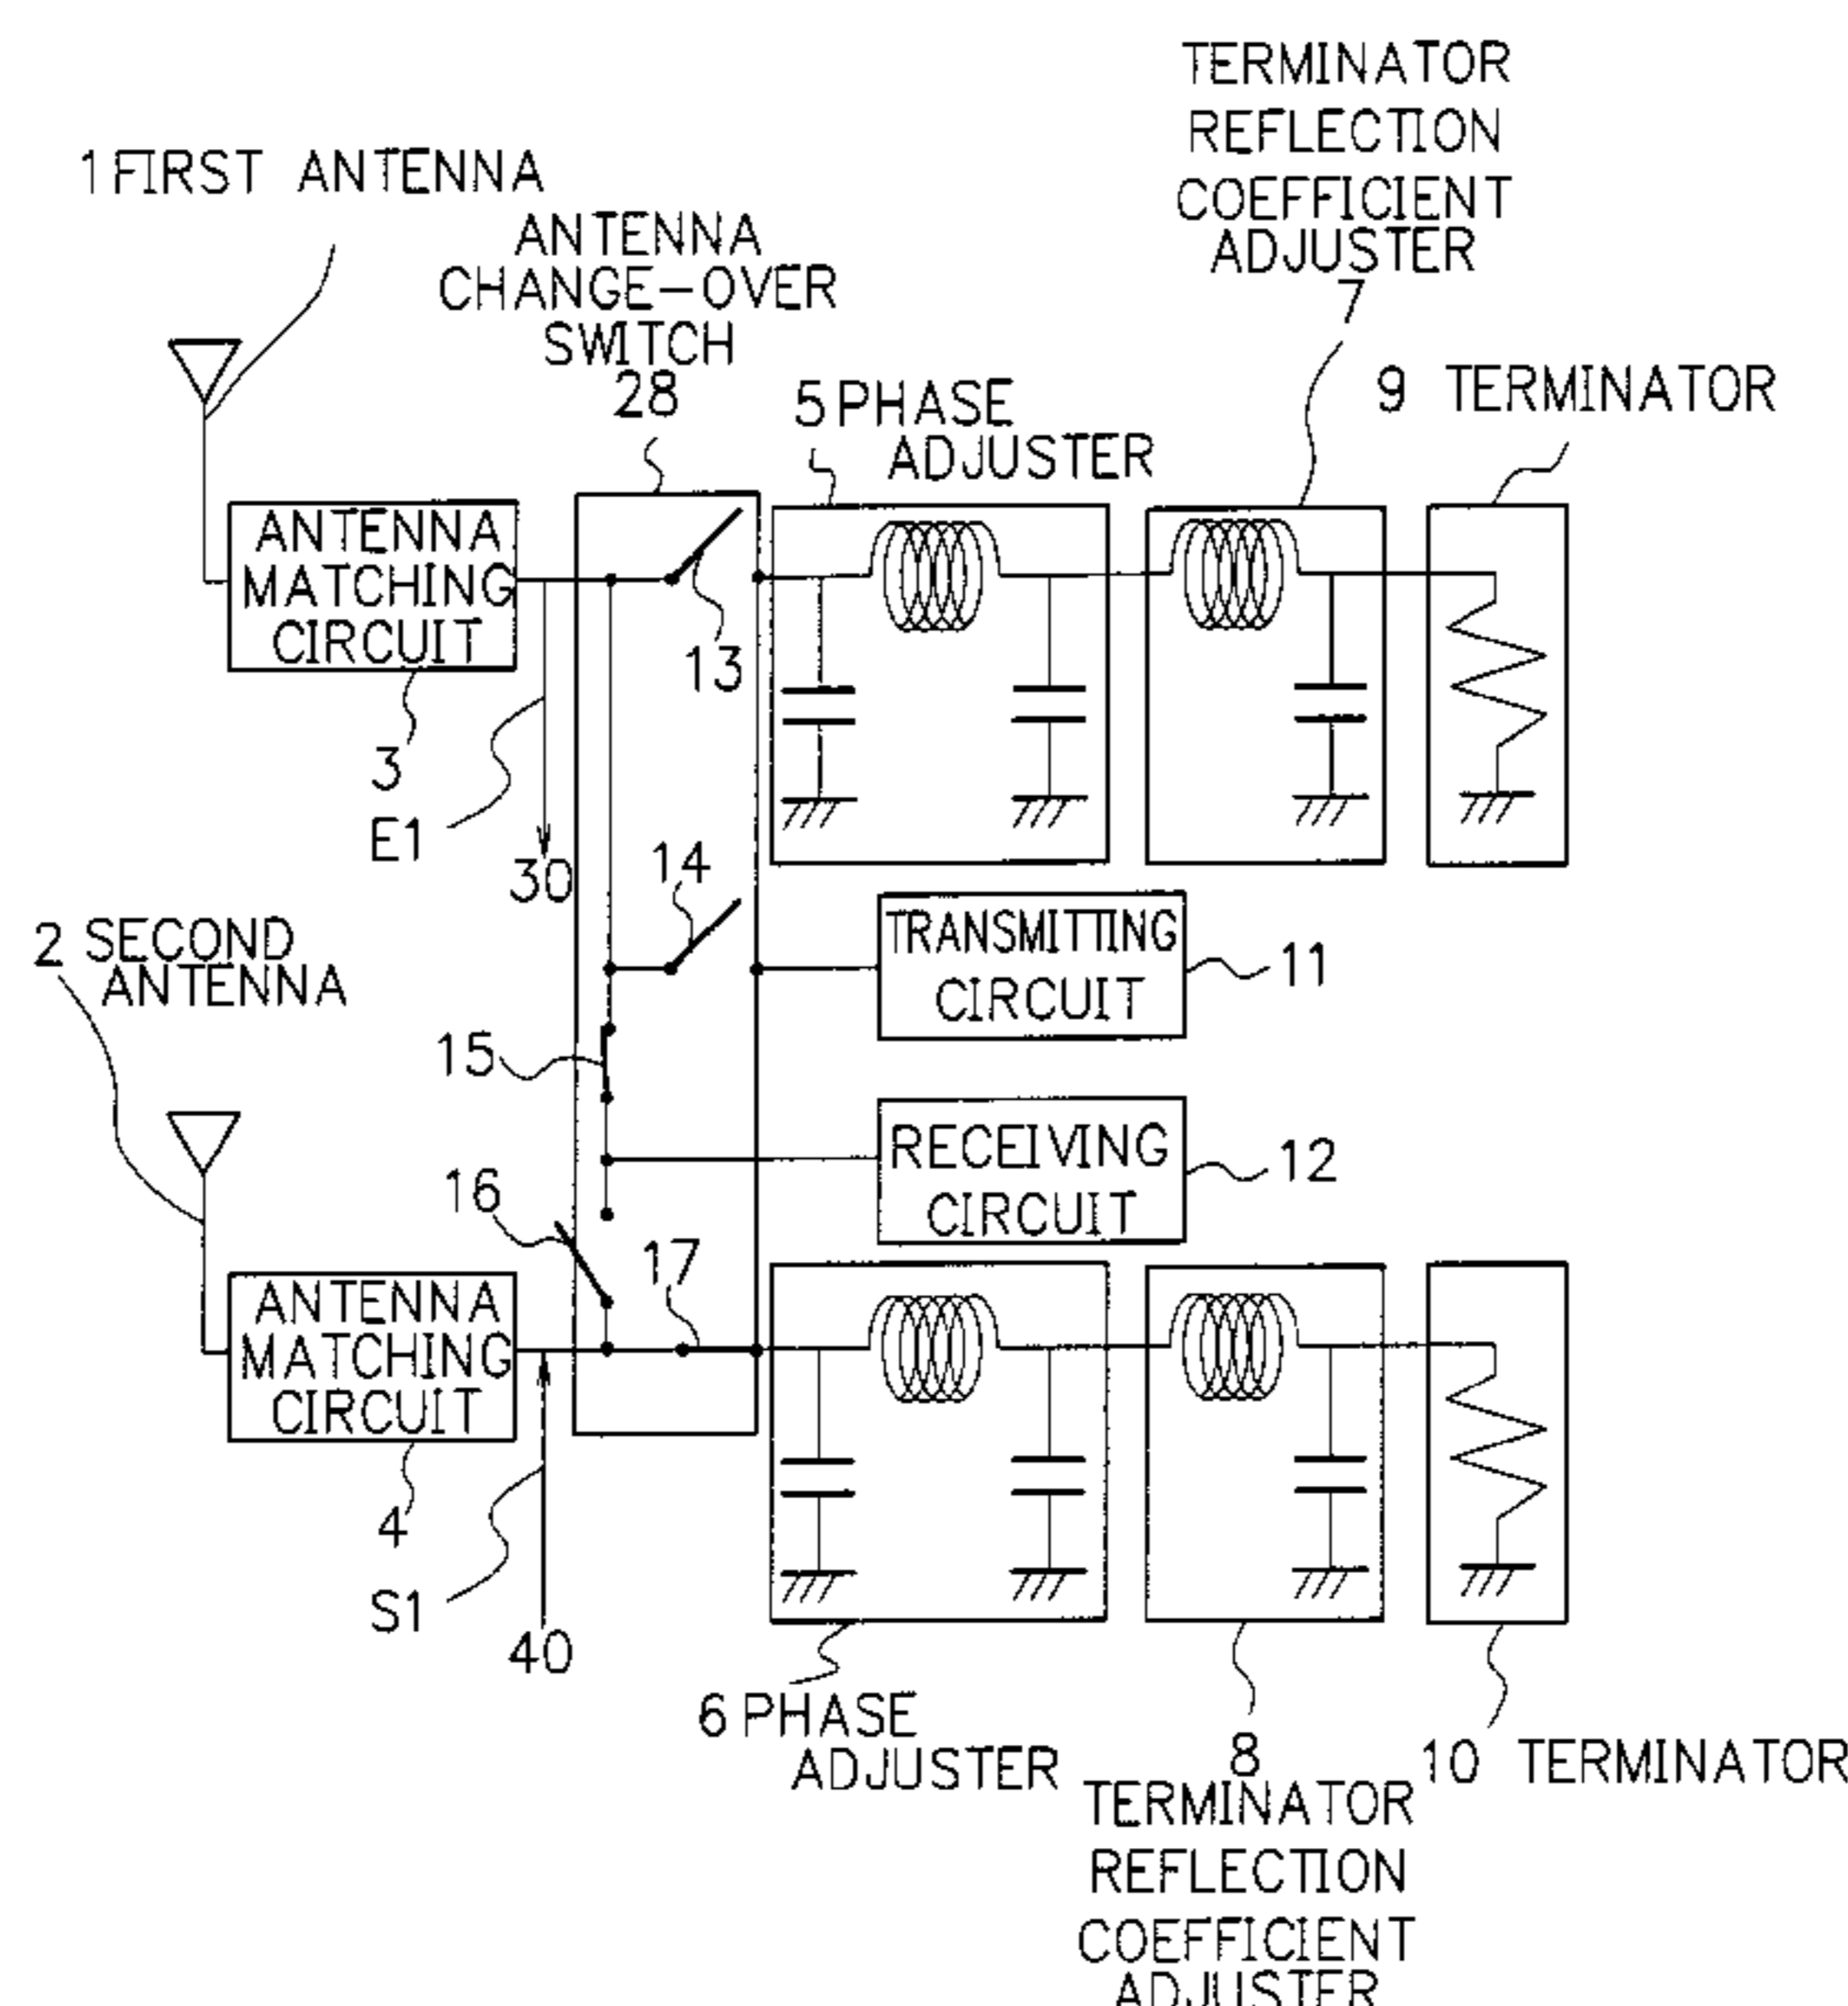 TERMINATOR
REFLECTION
COEFFICIENT
ADJUSTER
7
1 FIRST ANTENNA
ANTENNA
CHANGE-OVER
SWITCH
28
5 PHASE
ADJUSTER
9 TERMINATOR
ANTENNA
MATCHING
CIRCUIT
3
13
E1
30
14
2 SECOND
ANTENNA
TRANSMITTING
CIRCUIT
11
15
RECEIVING
CIRCUIT
12
16
17
ANTENNA
MATCHING
CIRCUIT
4
S1
40
6 PHASE
ADJUSTER
8
TERMINATOR
REFLECTION
COEFFICIENT
ADJUSTER
10 TERMINATOR